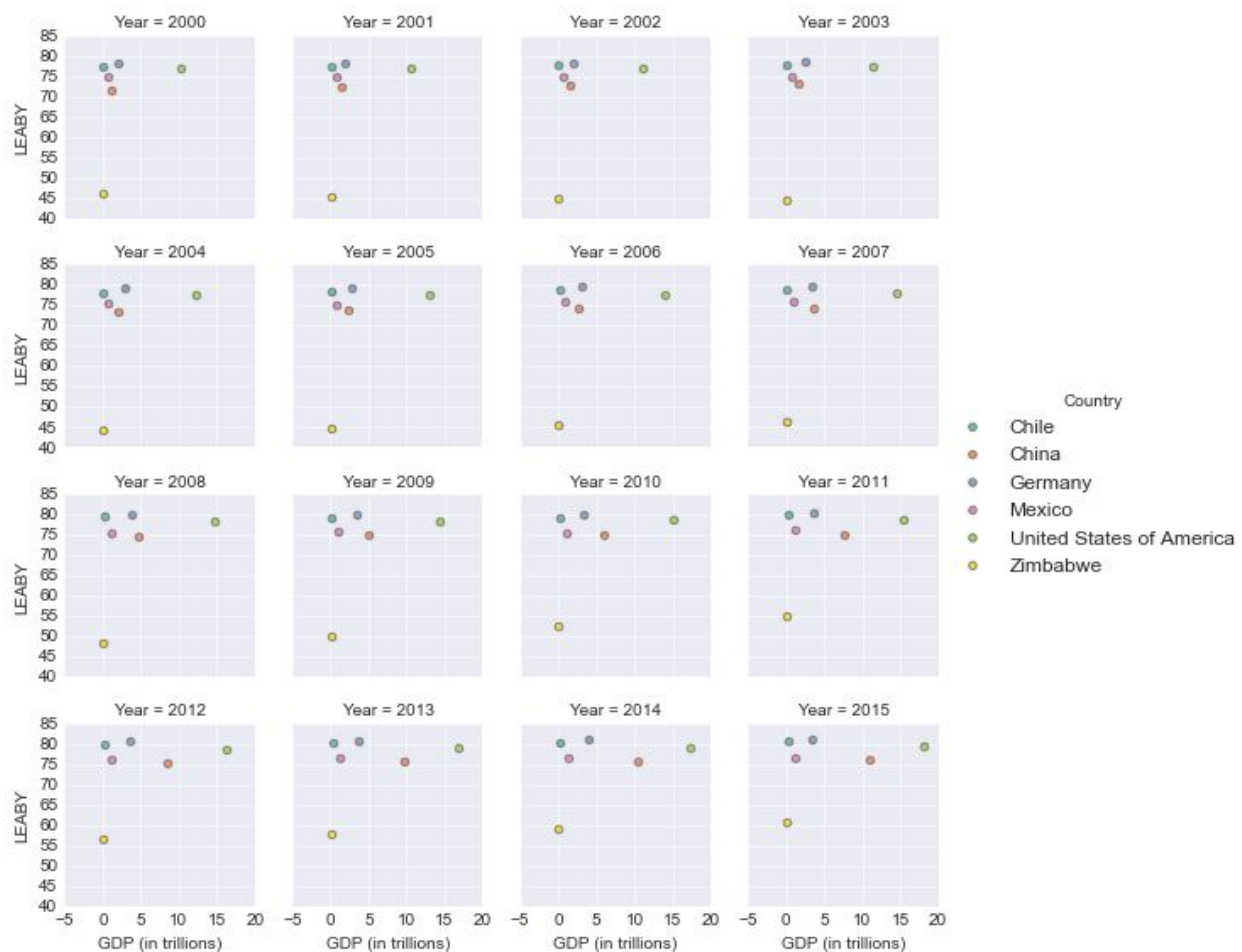 Year = 2000 Year = 2001 Year = 2002 Year = 2003
85
80
75
70
65
60
55
50
45
40
LEABY
Year = 2004 Year = 2005 Year = 2006 Year = 2007
85
80
75
70
65
60
55
50
45
40
LEABY
Year = 2008 Year = 2009 Year = 2010 Year = 2011
85
80
75
70
65
60
55
50
45
40
LEABY
Year = 2012 Year = 2013 Year = 2014 Year = 2015
85
80
75
70
65
60
55
50
45
40
LEABY
−5 0 5 10 15 20 −5 0 5 10 15 20 −5 0 5 10 15 20 −5 0 5 10 15 20
GDP (in trillions) GDP (in trillions) GDP (in trillions) GDP (in trillions)
Country
Chile
China
Germany
Mexico
United States of America
Zimbabwe